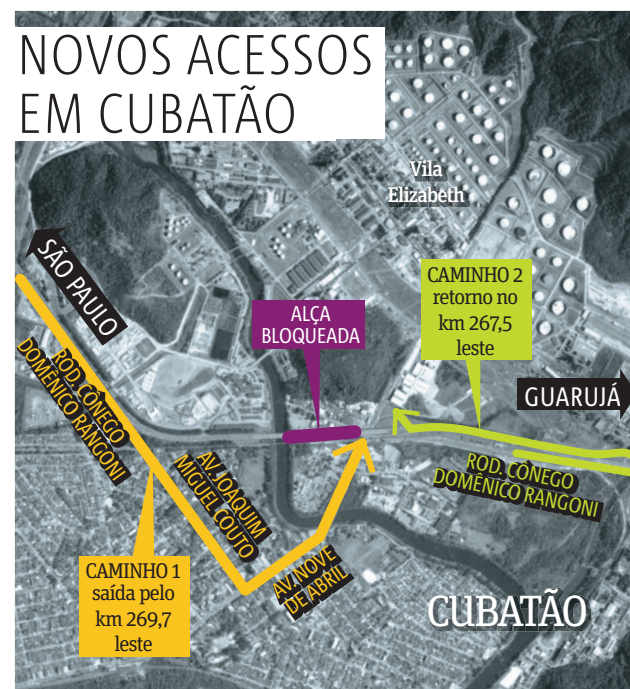 NOVOS ACESSOS
EM CUBATÃO
Vila
Elizabeth
SÃO PAULO
CAMINHO 2
retorno no
km 267,5
leste
ALÇA
BLOQUEADA
GUARUJÁ
ROD. CÔNEGO
DOMÊNICO RANGONI
AV. JOAQUIM
MIGUEL COUTO
ROD. CÔNEGO
DOMÊNICO RANGONI
CAMINHO 1
saída pelo
km 269,7
leste
AV. NOVE
DE ABRIL
CUBATÃO